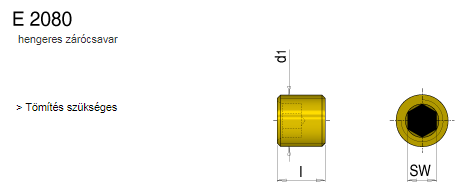 E 2080
hengeres zárócsavar
d1
> Tömítés szükséges
l
SW